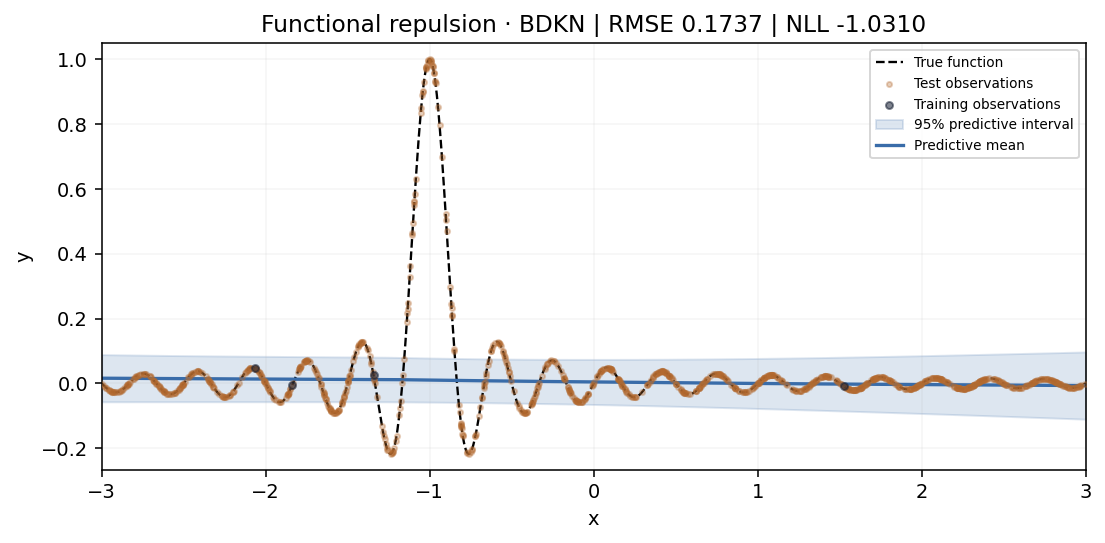 Functional repulsion · BDKN | RMSE 0.1737 | NLL -1.0310
True function
Test observations
Training observations
95% predictive interval
Predictive mean
y
1.0
0.8
0.6
0.4
0.2
0.0
−0.2
−3
−2
−1
0
1
2
3
x